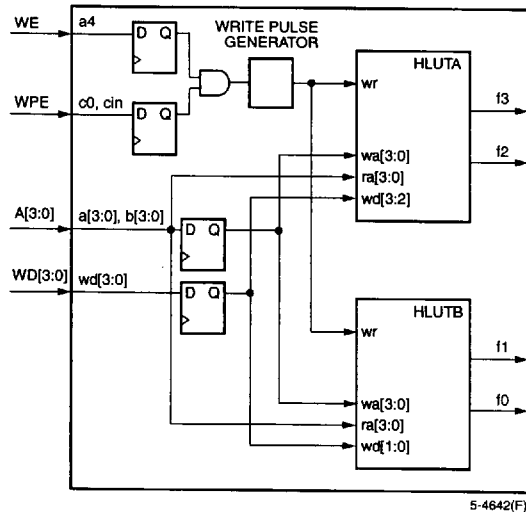 WE
a4
D Q
WRITE PULSE
GENERATOR
HLUTA
wr
f3
WPE
c0, cin
D Q
f2
wa[3:0]
ra[3:0]
wd[3:2]
A[3:0]
a[3:0], b[3:0]
D Q
WD[3:0]
wd[3:0]
D Q
HLUTB
wr
f1
wa[3:0]
f0
ra[3:0]
wd[1:0]
5-4642(F)